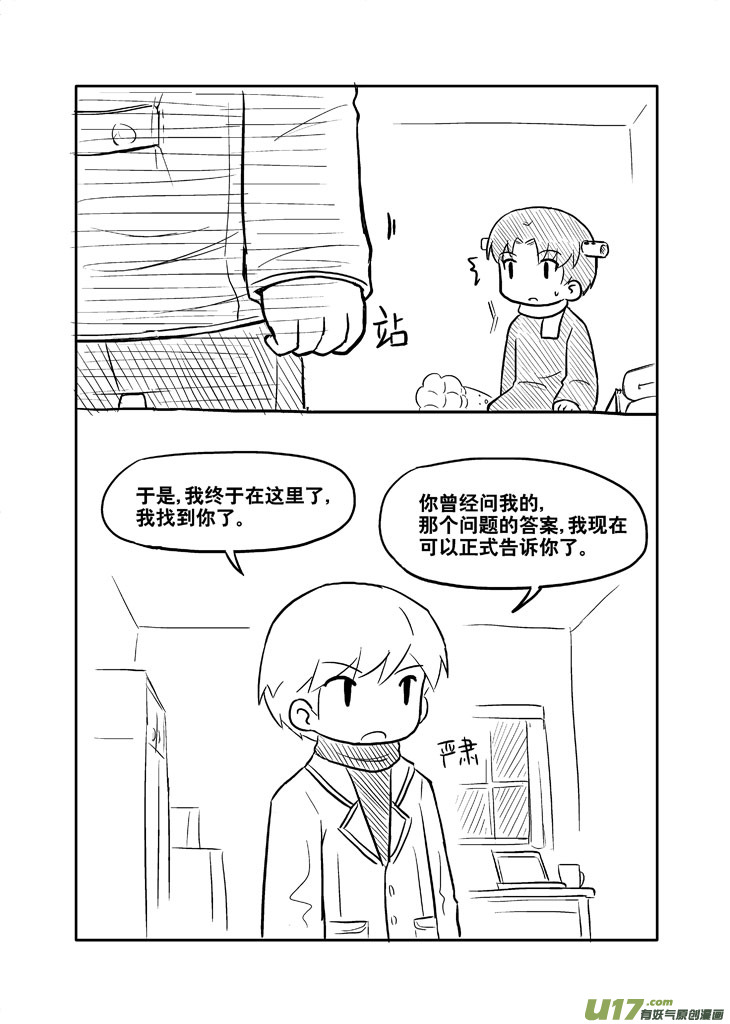 站
于是，我终于在这里了，
我找到你了。
你曾经问我的，
那个问题的答案，我现在
可以正式告诉你了。
严肃
U17.com
有妖气原创漫画